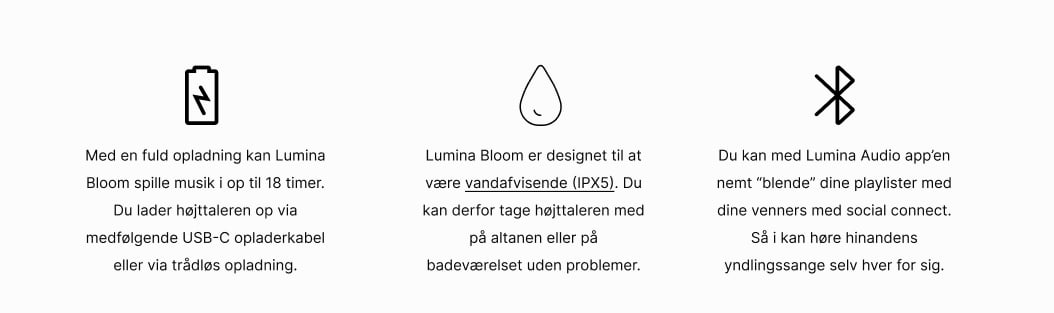 Med en fuld opladning kan Lumina
Bloom spille musik i op til 18 timer.
Du lader højttaleren op via
medfølgende USB-C opladerkabel
eller via trådløs opladning.
Lumina Bloom er designet til at
være vandafvisende (IPX5). Du
kan derfor tage højttaleren med
på altanen eller på
badeværelset uden problemer.
Du kan med Lumina Audio app’en
nemt “blende” dine playlister med
dine venners med social connect.
Så i kan høre hinandens
yndlingssange selv hver for sig.